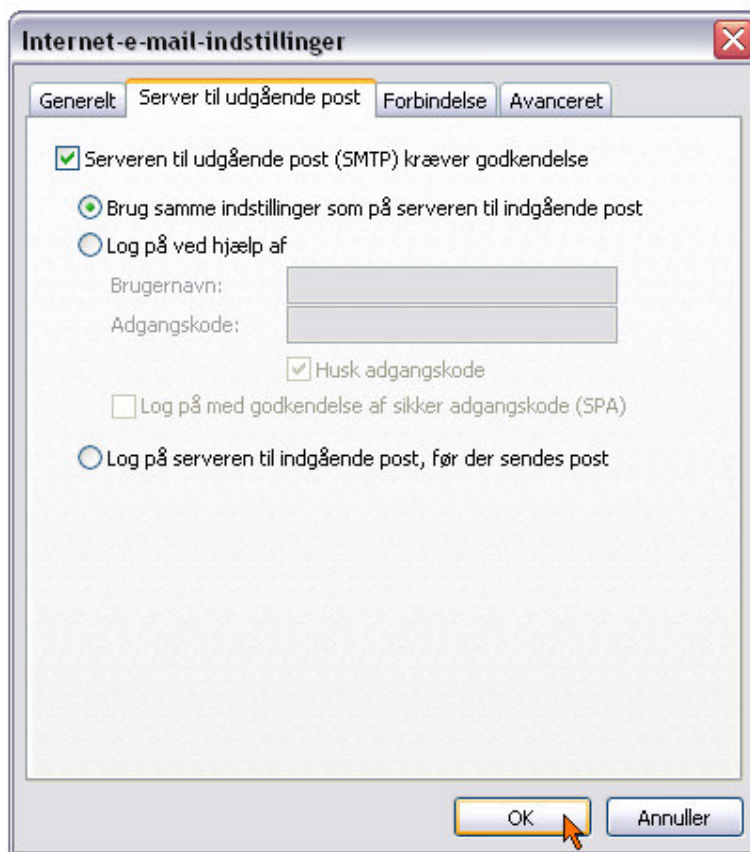 Internet-e-mail-indstillinger
Generelt Server til udgående post Forbindelse Avanceret
Serveren til udgående post (SMTP) kræver godkendelse
Brug samme indstillinger som på serveren til indgående post
Log på ved hjælp af
Brugernavn:
Adgangskode:
Husk adgangskode
Log på med godkendelse af sikker adgangskode (SPA)
Log på serveren til indgående post, før der sendes post
OK Annuller